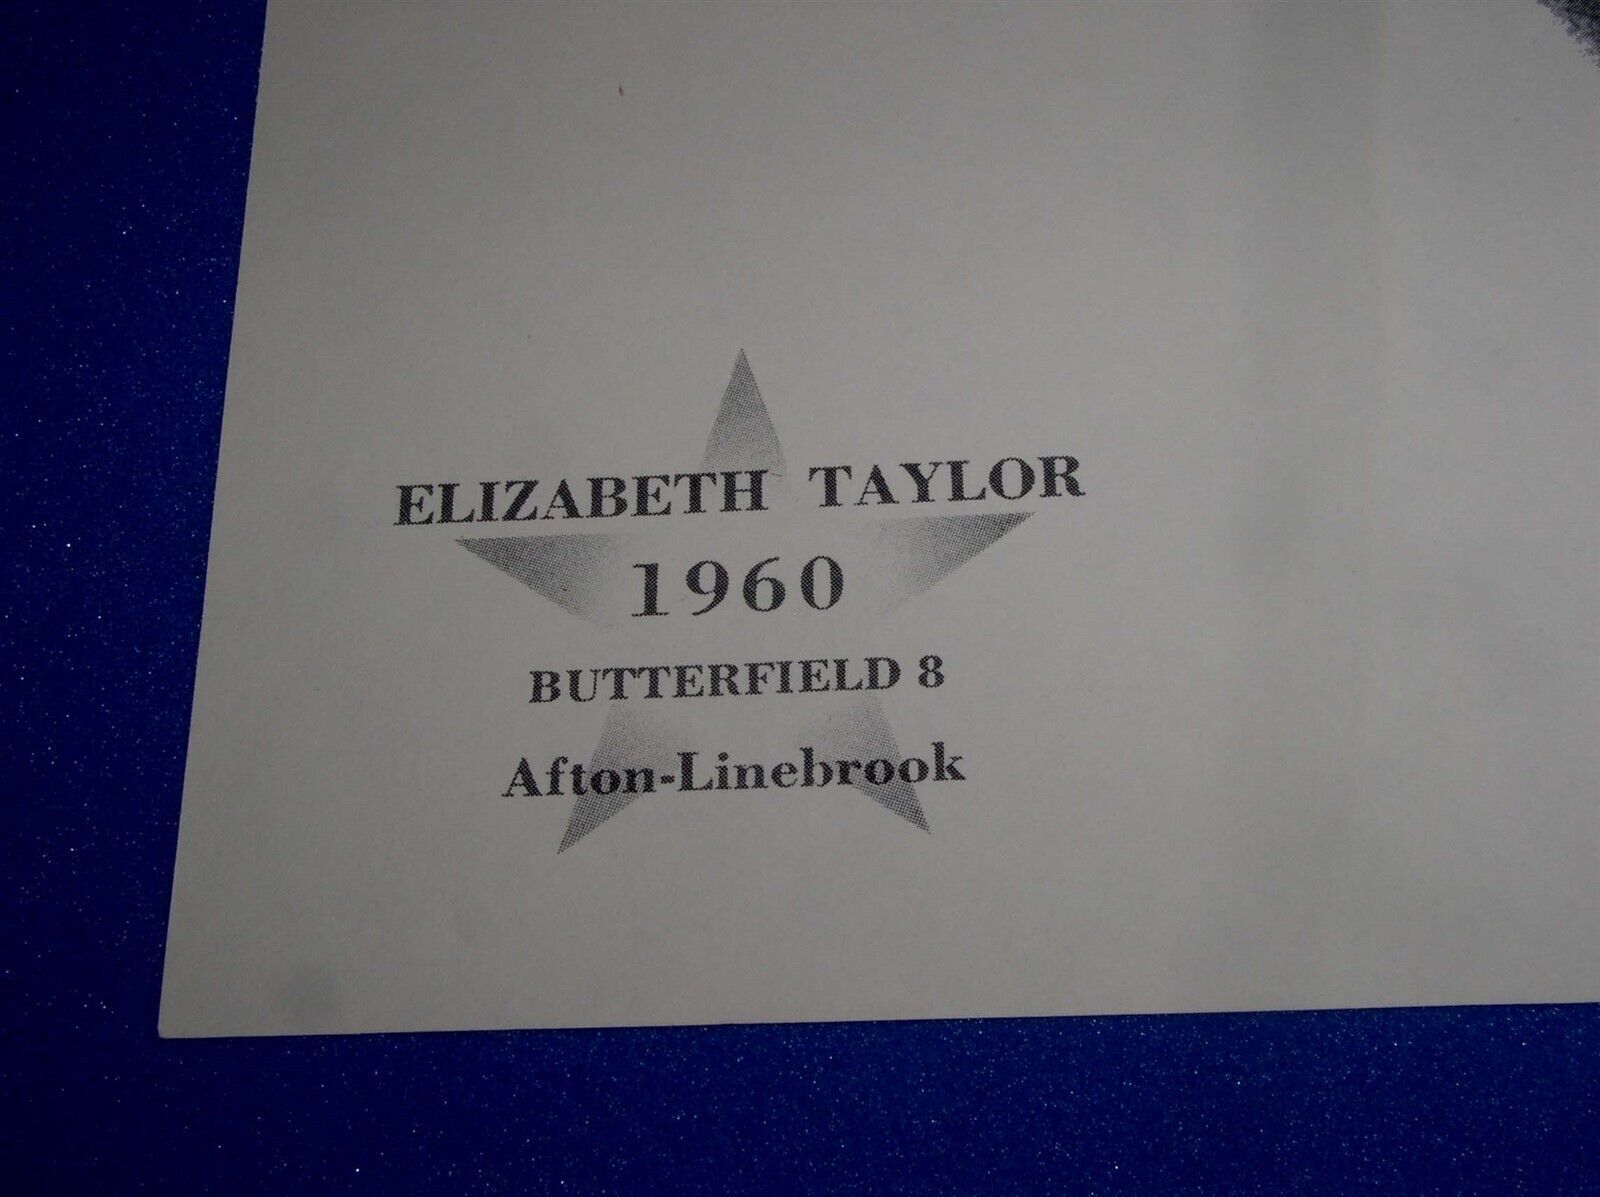 ELIZABETH TAYLOR
1960
BUTTERFIELD 8
Afton-Linebrook